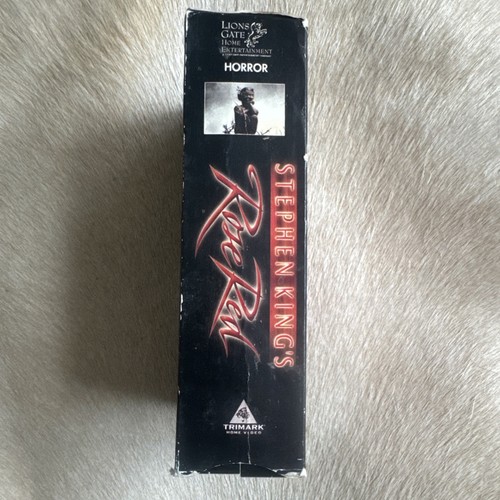 LIONS
GATE
HOME
ENTERTAINMENT
HORROR
STEPHEN KING'S
Rose Red
TRIMARK
HOME VIDEO